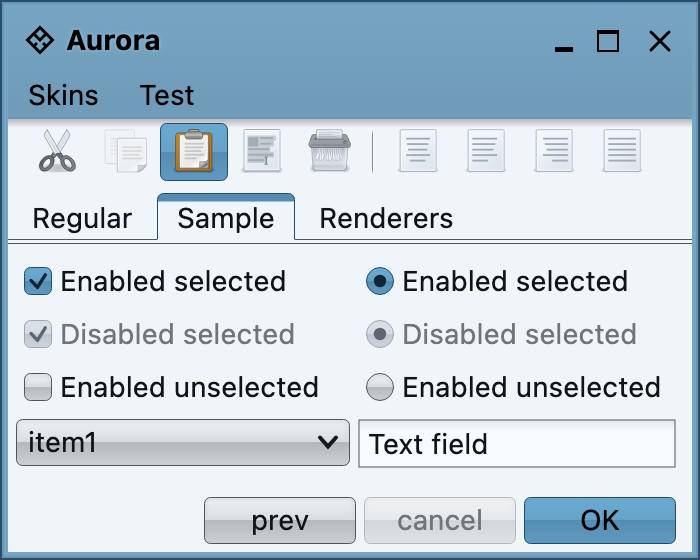 Aurora
Skins Test
Regular Sample Renderers
Enabled selected Enabled selected
Disabled selected Disabled selected
Enabled unselected Enabled unselected
item1 Text field
prev cancel OK